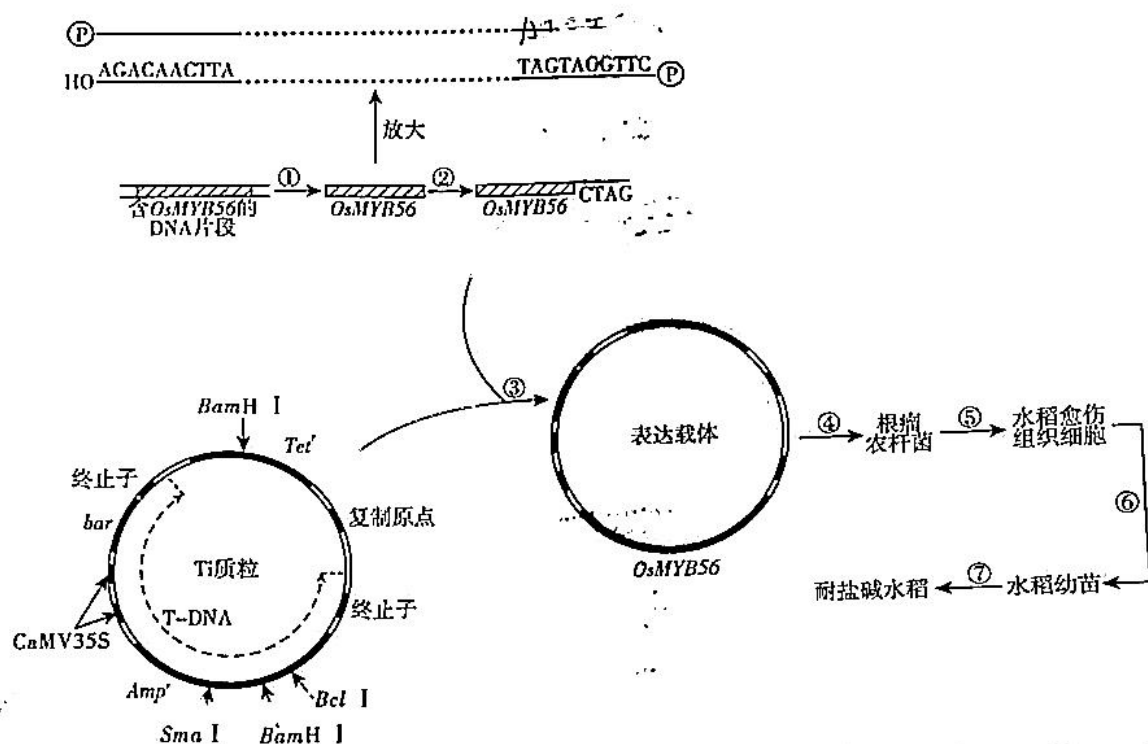 Ⓟ
HO AGACAACTTA TAGTAOGTTC Ⓟ
放大
① ②
含OsMYB56的
DNA片段
OsMYB56
OsMYB56
CTAG
③
BamH Ⅰ
Tetʳ
终止子
bar
复制原点
Ti质粒
终止子
T-DNA
CaMV35S
Ampʳ
Bcl Ⅰ
Sma Ⅰ
BamH Ⅰ
表达载体
OsMYB56
④
根瘤
农杆菌
⑤
水稻愈伤
组织细胞
⑥
耐盐碱水稻
⑦
水稻幼苗